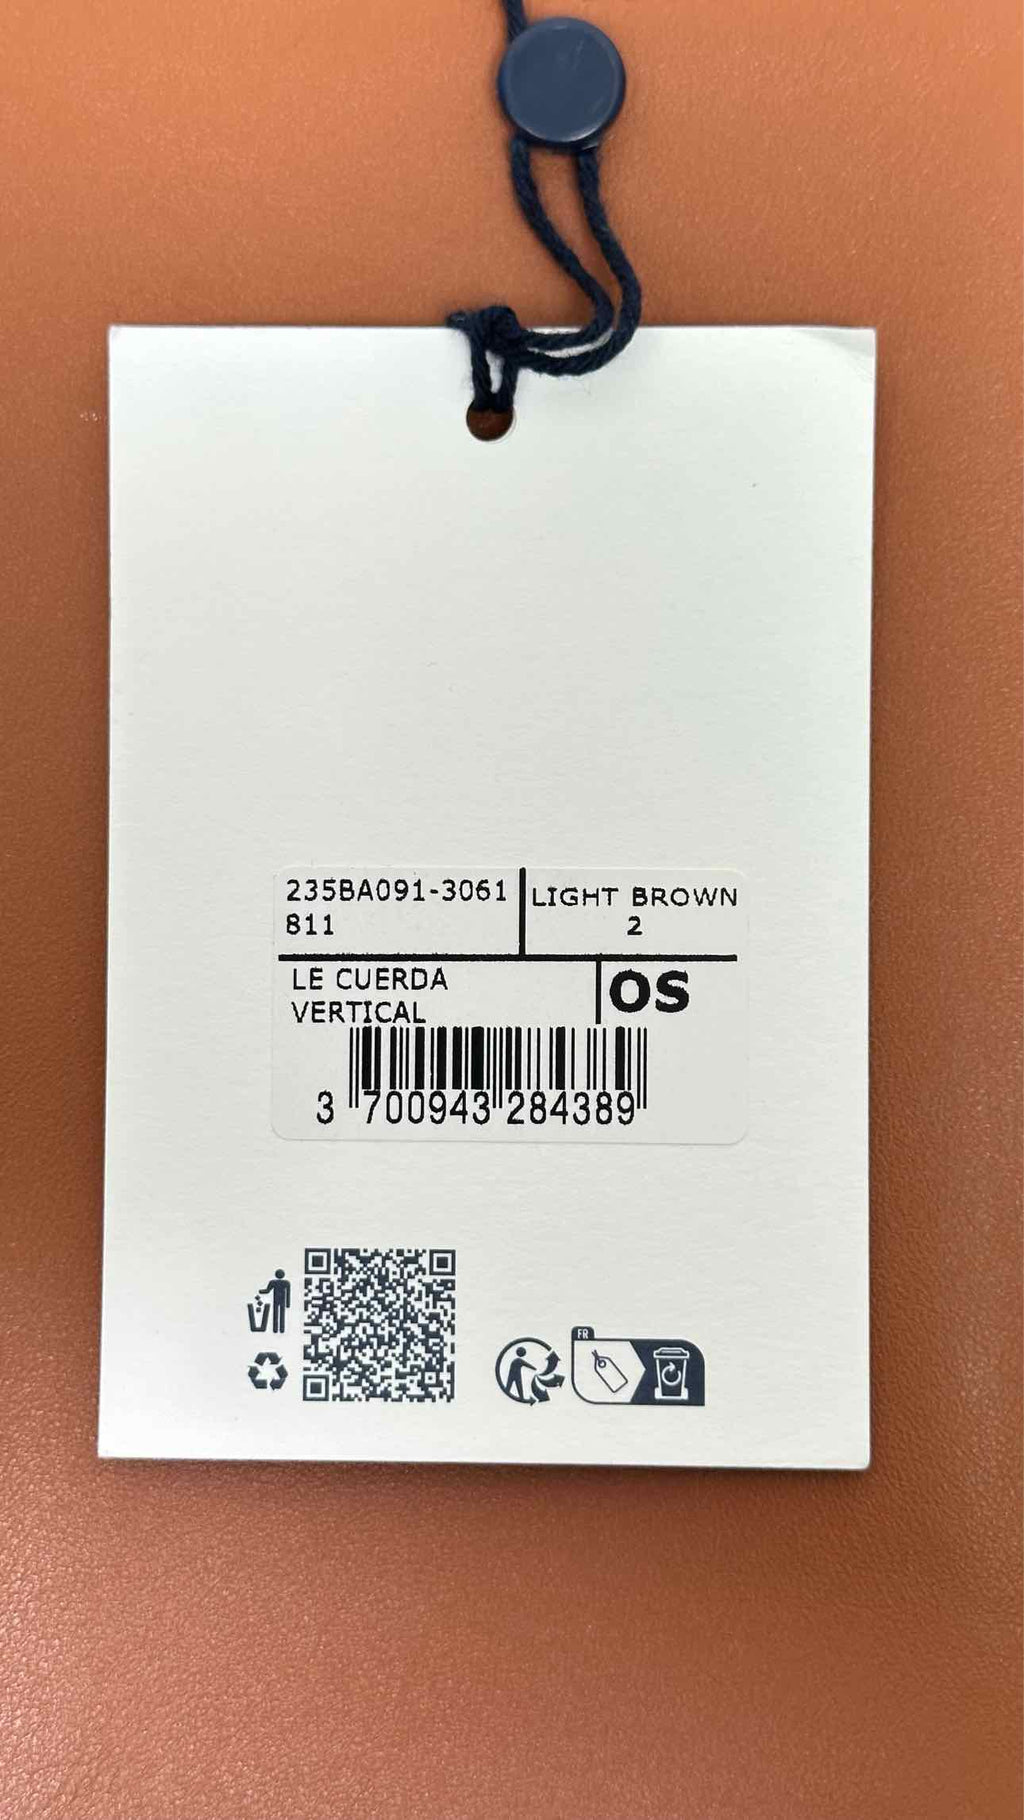 235BA091-3061
811
LIGHT BROWN
2
LE CUERDA
VERTICAL
OS
3 700943 284389
FR